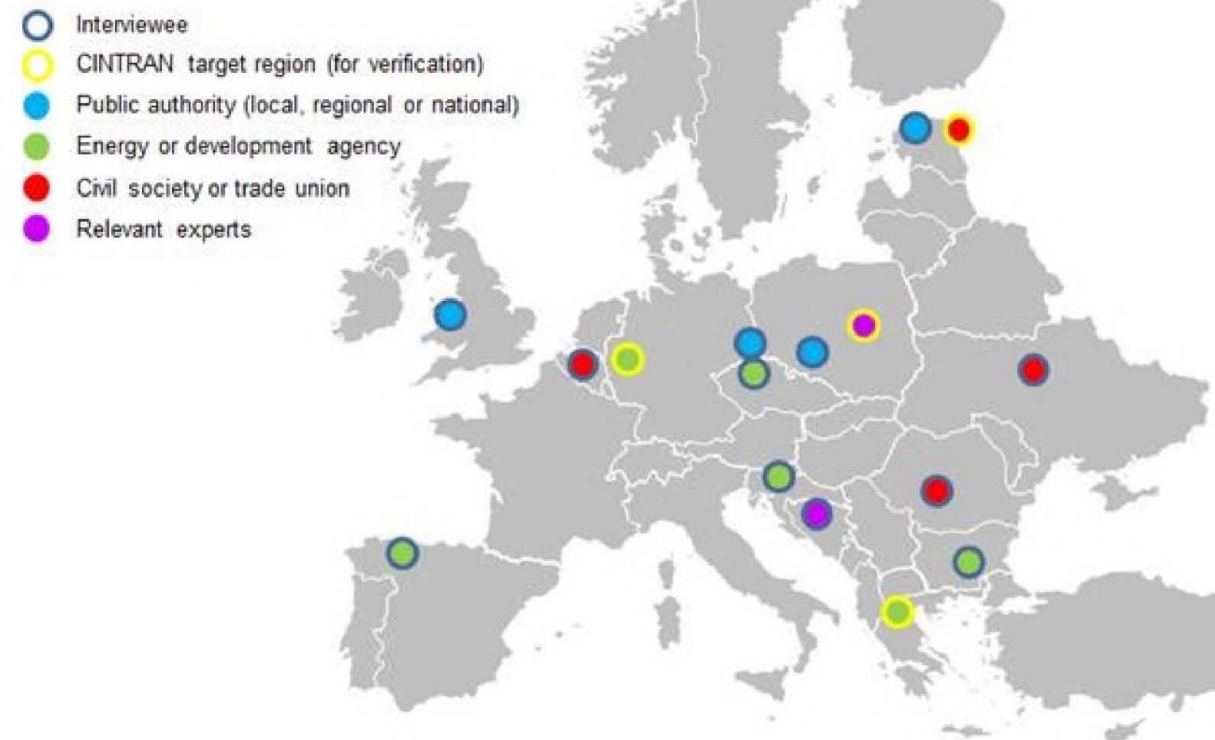 Interviewee
CINTRAN target region (for verification)
Public authority (local, regional or national)
Energy or development agency
Civil society or trade union
Relevant experts